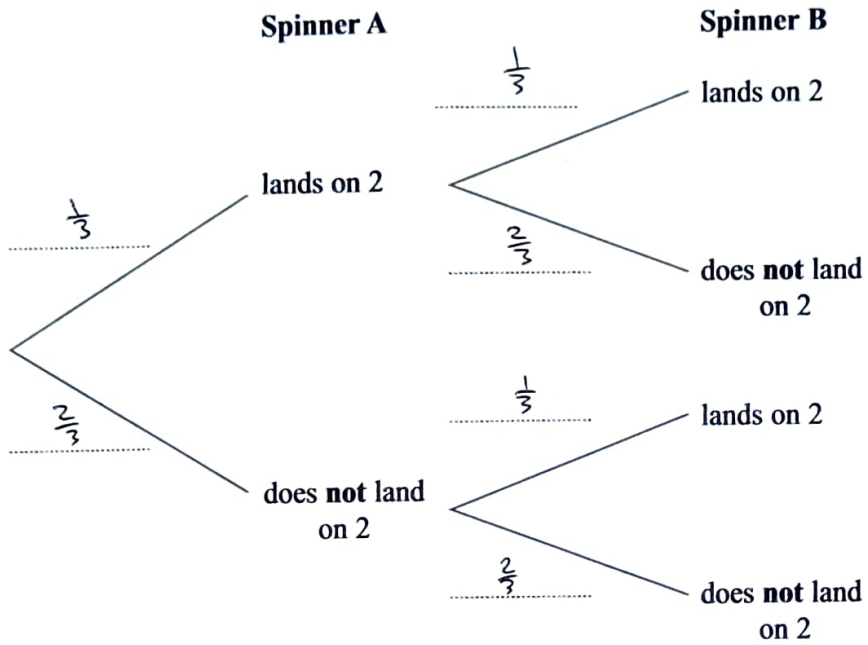 Spinner A
Spinner B
1/3
lands on 2
1/3
lands on 2
2/3
does not land
on 2
2/3
does not land
on 2
1/3
lands on 2
2/3
does not land
on 2